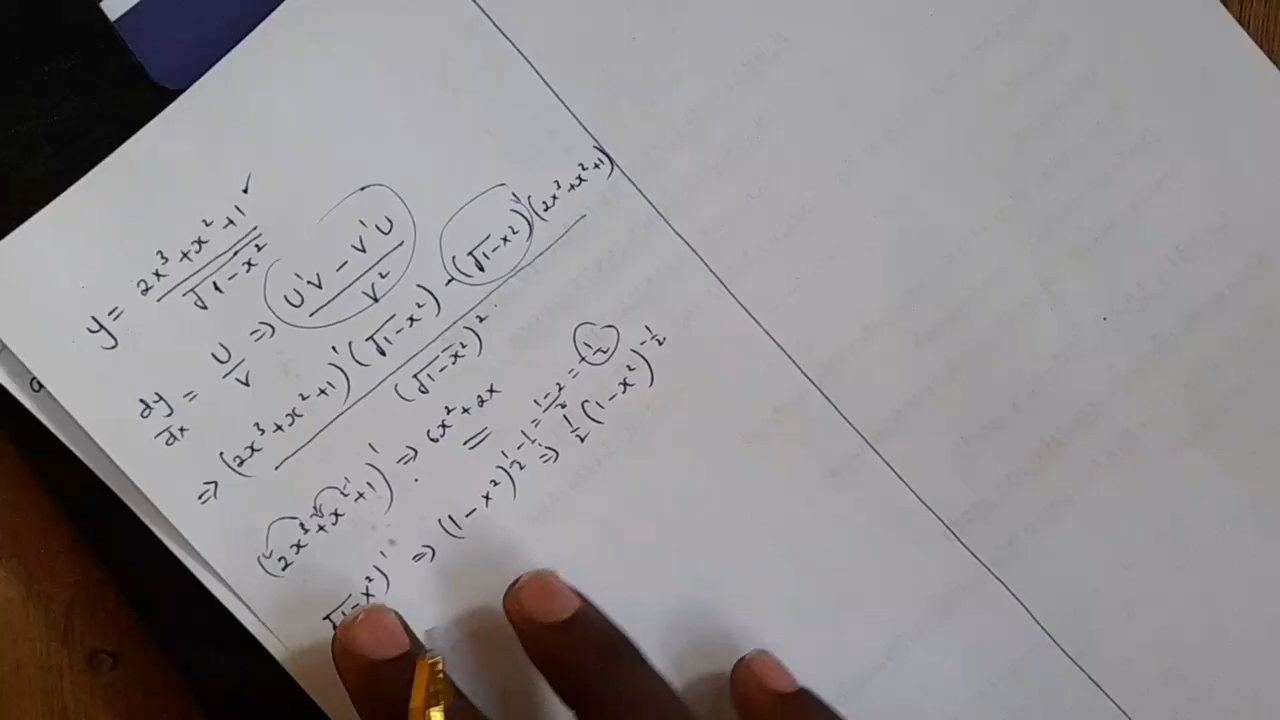 y = (2x³ + x² + 1)/(√1 - x²) ✓
dy/dx = U/V ⇒ (U'V - V'U)/V²
⇒ ((2x³ + x² + 1)' (√1 - x²) - (√1 - x²)' (2x³ + x² + 1))/(√1 - x²)²
(2x³ + x²⁻¹ + 1)' ⇒ 6x² + 2x
√1 - x²)' ⇒ (1 - x²)^(1/2 - 1/1 = (1 - 2)/2 = -1/2) ⇒ 1/2 (1 - x²)^(-1/2)